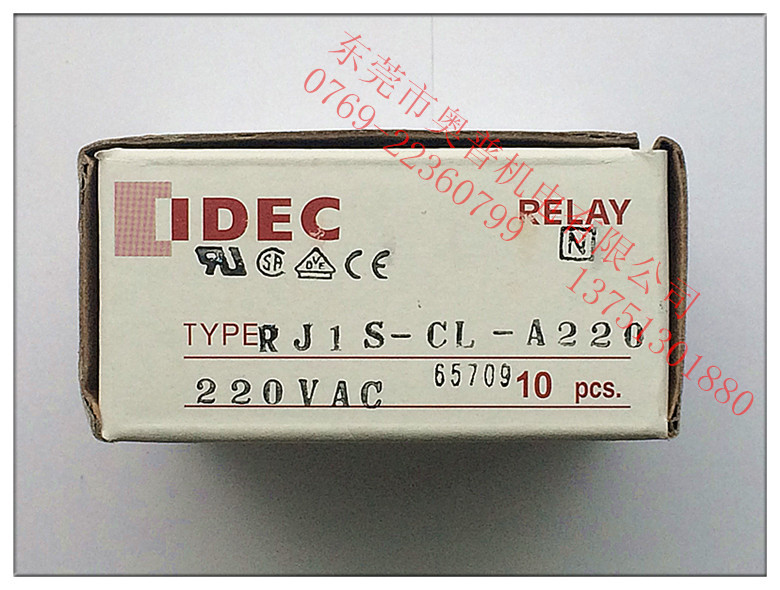 IDEC
RELAY
N
TYPE RJ1S-CL-A220
220VAC 65709 10 pcs.
东莞市奥普机电有限公司
0769-22360799 13751301880